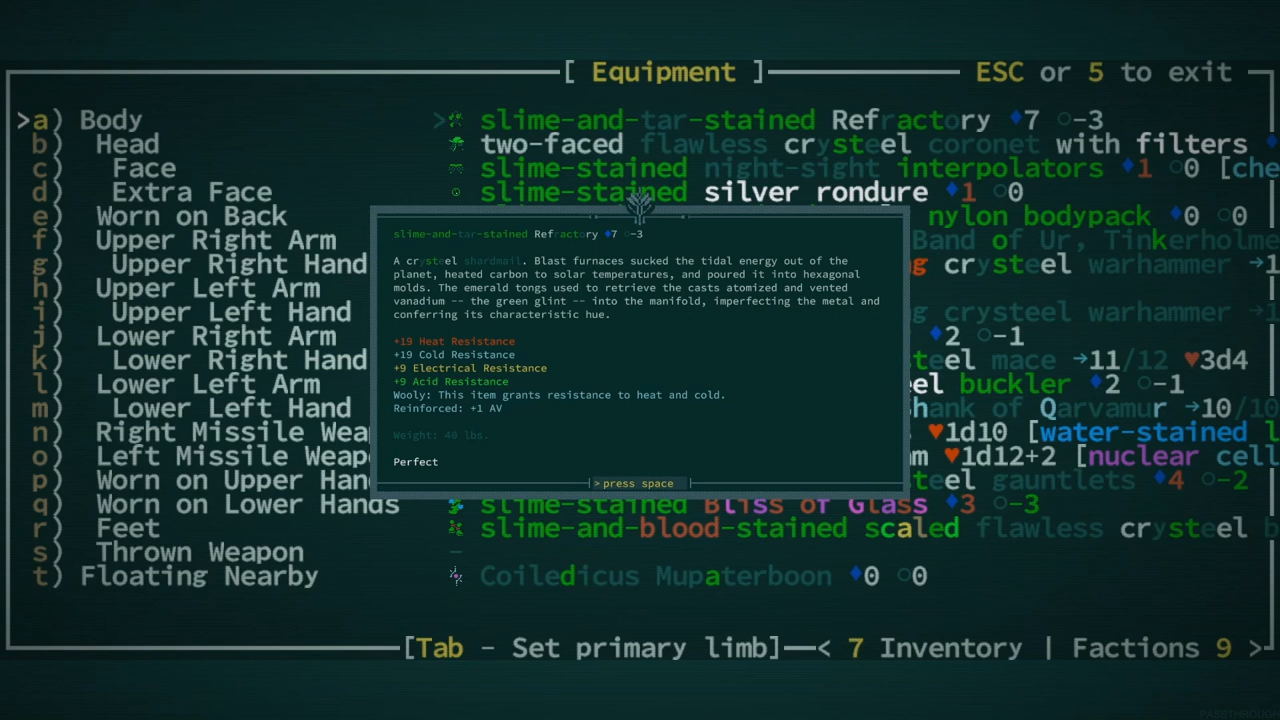 [ Equipment ] ESC or 5 to exit
>a) Body > slime-and-tar-stained Refractory ♦7 ○-3
b) Head two-faced flawless crysteel coronet with filters ♦
c) Face slime-stained night-sight interpolators ♦1 ○0 [che
d) Extra Face slime-stained silver rondure ♦1 ○0
e) Worn on Back nylon bodypack ♦0 ○0
f) Upper Right Arm Band of Ur, Tinkerholme
g) Upper Right Hand crysteel warhammer →1
h) Upper Left Arm
i) Upper Left Hand crysteel warhammer →1
j) Lower Right Arm ♦2 ○-1
k) Lower Right Hand mace →11/12 ♥3d4
l) Lower Left Arm buckler ♦2 ○-1
m) Lower Left Hand of Qarvamur →10/10
n) Right Missile Wea ♥1d10 [water-stained l
o) Left Missile Weapo ♥1d12+2 [nuclear cell
p) Worn on Upper Han gauntlets ♦4 ○-2
q) Worn on Lower Hands slime-stained Bliss of Glass ♦3 ○-3
r) Feet slime-and-blood-stained scaled flawless crysteel b
s) Thrown Weapon —
t) Floating Nearby Coiledicus Mupaterboon ♦0 ○0
[Tab - Set primary limb] < 7 Inventory | Factions 9 >
slime-and-tar-stained Refractory ♦7 ○-3
A crysteel shardmail. Blast furnaces sucked the tidal energy out of the
planet, heated carbon to solar temperatures, and poured it into hexagonal
molds. The emerald tongs used to retrieve the casts atomized and vented
vanadium -- the green glint -- into the manifold, imperfecting the metal and
conferring its characteristic hue.
+19 Heat Resistance
+19 Cold Resistance
+9 Electrical Resistance
+9 Acid Resistance
Wooly: This item grants resistance to heat and cold.
Reinforced: +1 AV
Weight: 40 lbs.
Perfect
> press space